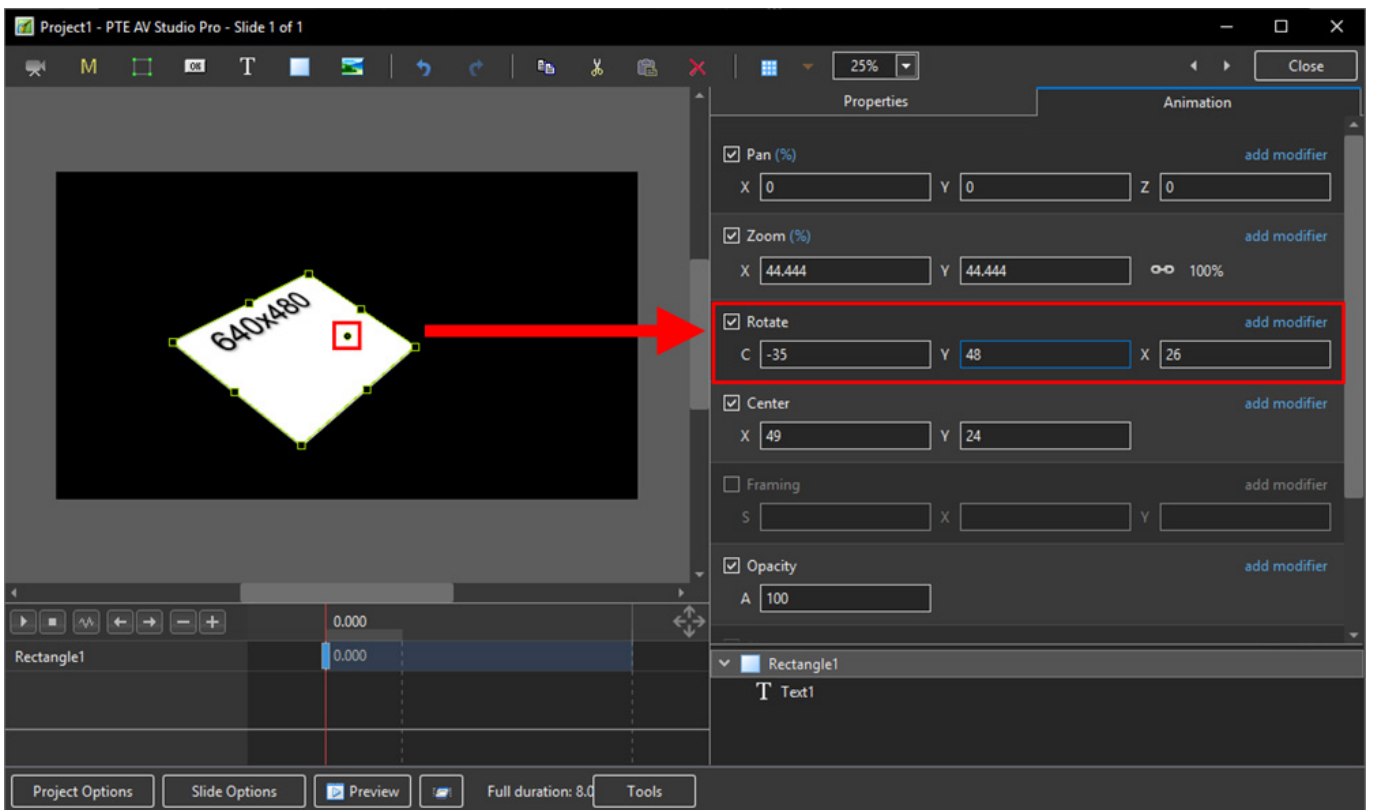 Project1 - PTE AV Studio Pro - Slide 1 of 1
M OK T 25% Close
Properties Animation
Pan (%) add modifier
X 0 Y 0 Z 0
Zoom (%) add modifier
X 44.444 Y 44.444 100%
640x480
Rotate add modifier
C -35 Y 48 X 26
Center add modifier
X 49 Y 24
Framing add modifier
S X Y
Opacity add modifier
A 100
0.000
Rectangle1 0.000
Rectangle1
T Text1
Project Options Slide Options Preview Full duration: 8.0 Tools